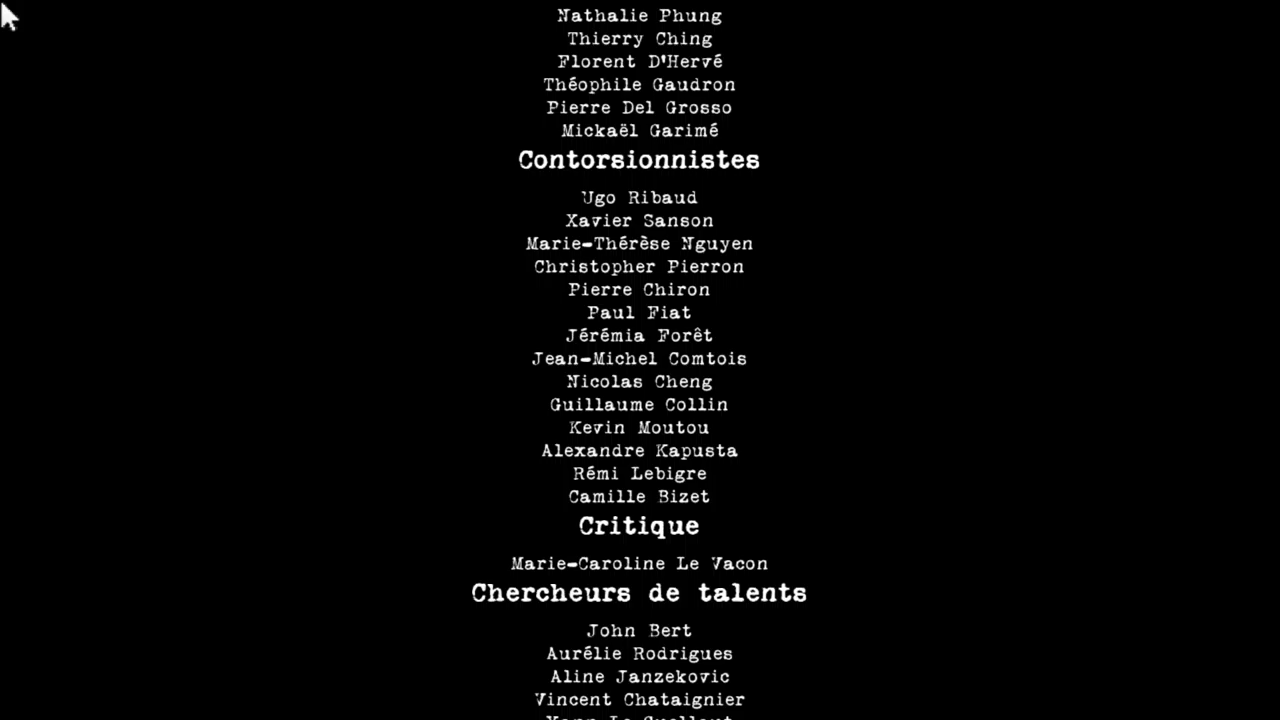 Nathalie Phung
Thierry Ching
Florent D'Hervé
Théophile Gaudron
Pierre Del Grosso
Mickaël Garimé
Contorsionnistes
Ugo Ribaud
Xavier Sanson
Marie-Thérèse Nguyen
Christopher Pierron
Pierre Chiron
Paul Fiat
Jérémia Forêt
Jean-Michel Comtois
Nicolas Cheng
Guillaume Collin
Kevin Moutou
Alexandre Kapusta
Rémi Lebigre
Camille Bizet
Critique
Marie-Caroline Le Vacon
Chercheurs de talents
John Bert
Aurélie Rodrigues
Aline Janzekovic
Vincent Chataignier